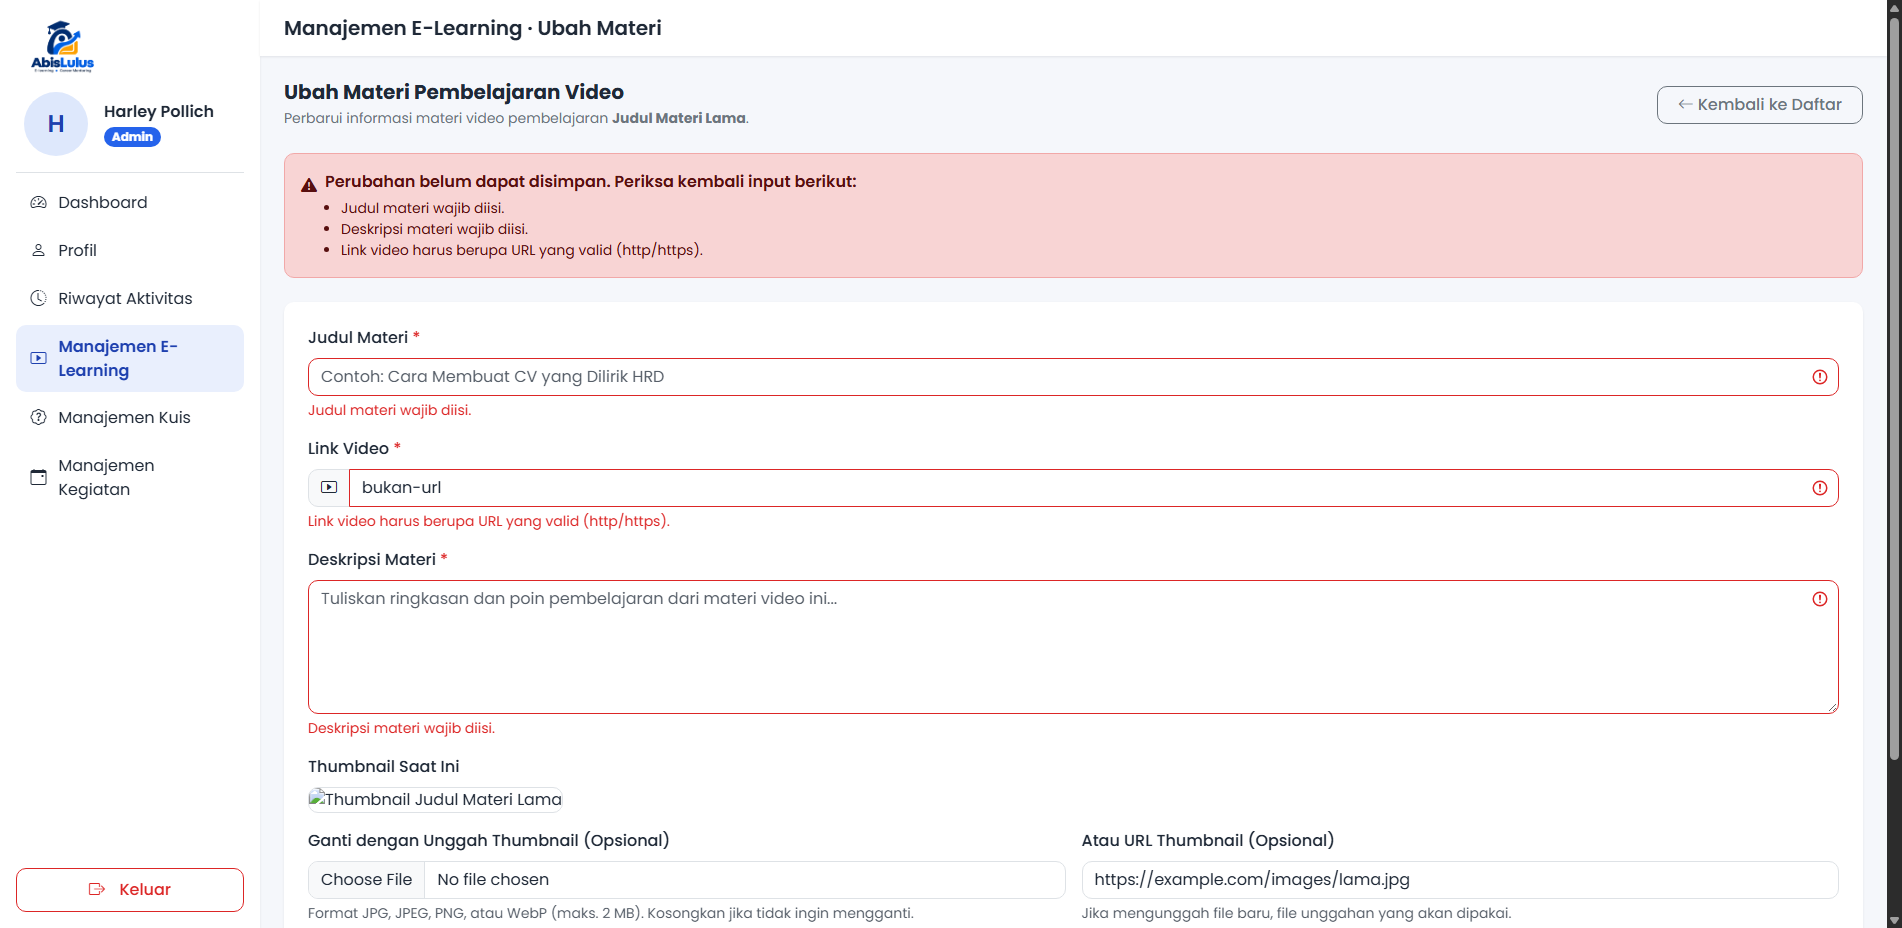 AbisLulus
Harley Pollich
H
Admin
Dashboard
Profil
Riwayat Aktivitas
Manajemen E-
Learning
Manajemen Kuis
Manajemen
Kegiatan
Keluar
Manajemen E-Learning · Ubah Materi
Ubah Materi Pembelajaran Video
Perbarui informasi materi video pembelajaran Judul Materi Lama.
← Kembali ke Daftar
Perubahan belum dapat disimpan. Periksa kembali input berikut:
• Judul materi wajib diisi.
• Deskripsi materi wajib diisi.
• Link video harus berupa URL yang valid (http/https).
Judul Materi *
Contoh: Cara Membuat CV yang Dilirik HRD
Judul materi wajib diisi.
Link Video *
bukan-url
Link video harus berupa URL yang valid (http/https).
Deskripsi Materi *
Tuliskan ringkasan dan poin pembelajaran dari materi video ini...
Deskripsi materi wajib diisi.
Thumbnail Saat Ini
Thumbnail Judul Materi Lama
Ganti dengan Unggah Thumbnail (Opsional)
Choose File No file chosen
Format JPG, JPEG, PNG, atau WebP (maks. 2 MB). Kosongkan jika tidak ingin mengganti.
Atau URL Thumbnail (Opsional)
https://example.com/images/lama.jpg
Jika mengunggah file baru, file unggahan yang akan dipakai.